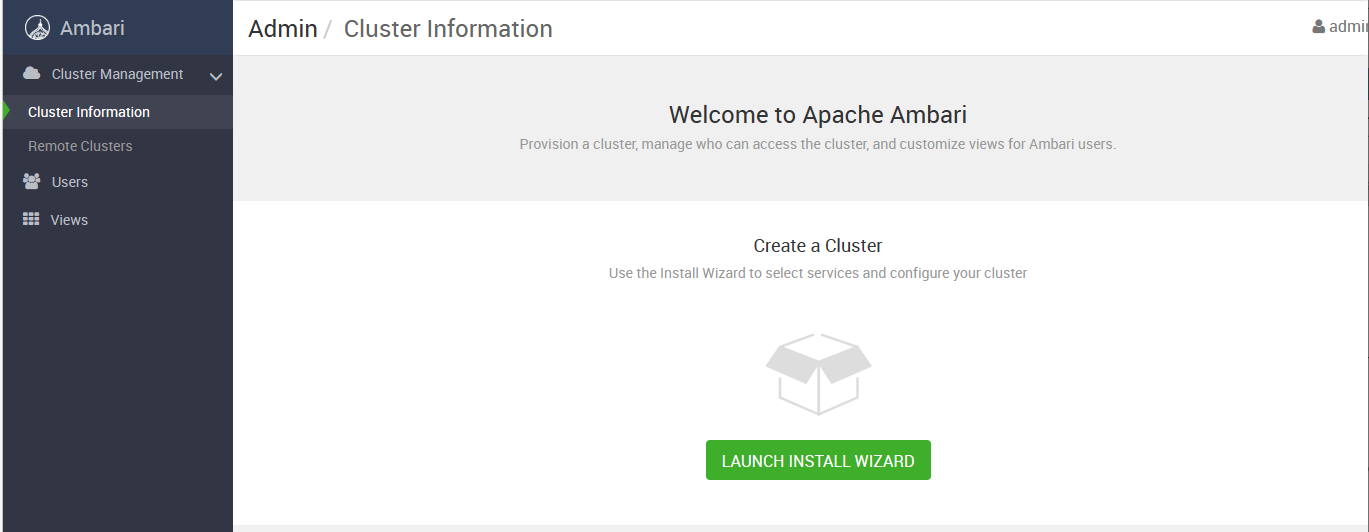 Ambari
Admin / Cluster Information
Cluster Management
Cluster Information
Remote Clusters
Users
Views
Welcome to Apache Ambari
Provision a cluster, manage who can access the cluster, and customize views for Ambari users.
Create a Cluster
Use the Install Wizard to select services and configure your cluster
LAUNCH INSTALL WIZARD